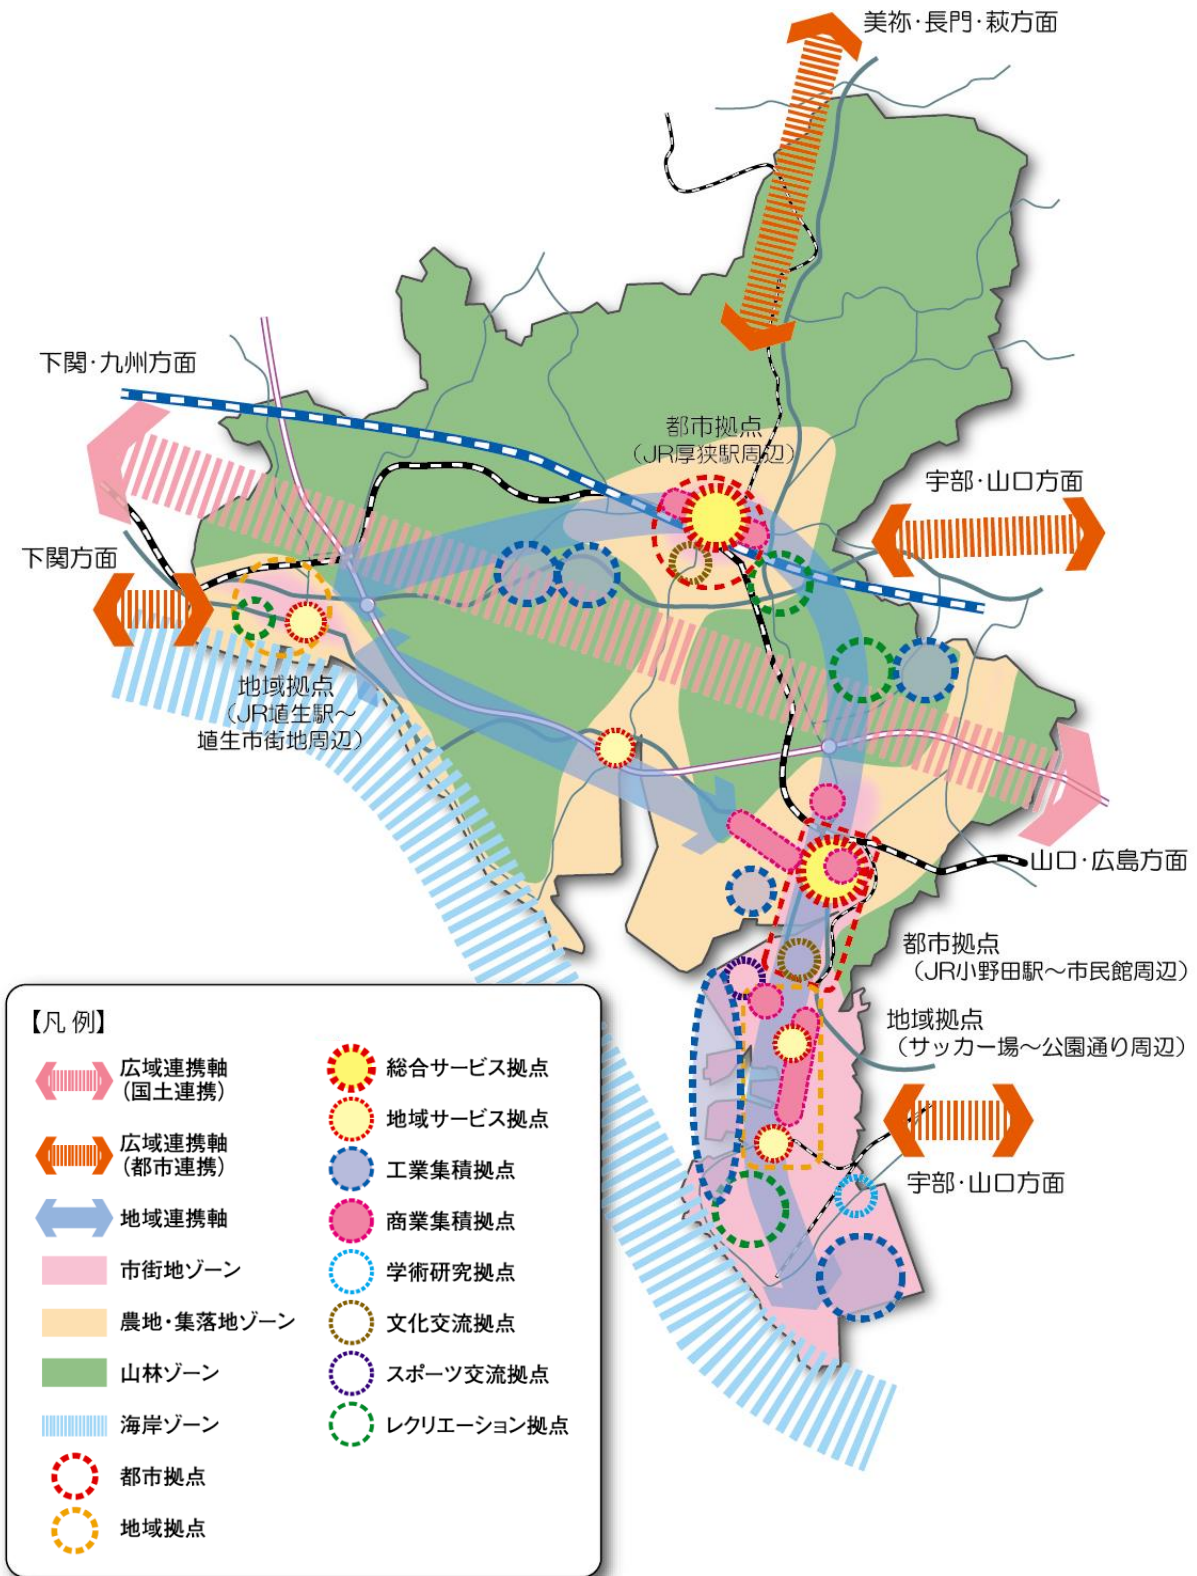 美祢・長門・萩方面
下関・九州方面
都市拠点
（JR厚狭駅周辺）
宇部・山口方面
下関方面
地域拠点
（JR埴生駅～
埴生市街地周辺）
山口・広島方面
都市拠点
（JR小野田駅～市民館周辺）
地域拠点
（サッカー場～公園通り周辺）
宇部・山口方面
【凡 例】
広域連携軸
（国土連携）
広域連携軸
（都市連携）
地域連携軸
市街地ゾーン
農地・集落地ゾーン
山林ゾーン
海岸ゾーン
都市拠点
地域拠点
総合サービス拠点
地域サービス拠点
工業集積拠点
商業集積拠点
学術研究拠点
文化交流拠点
スポーツ交流拠点
レクリエーション拠点